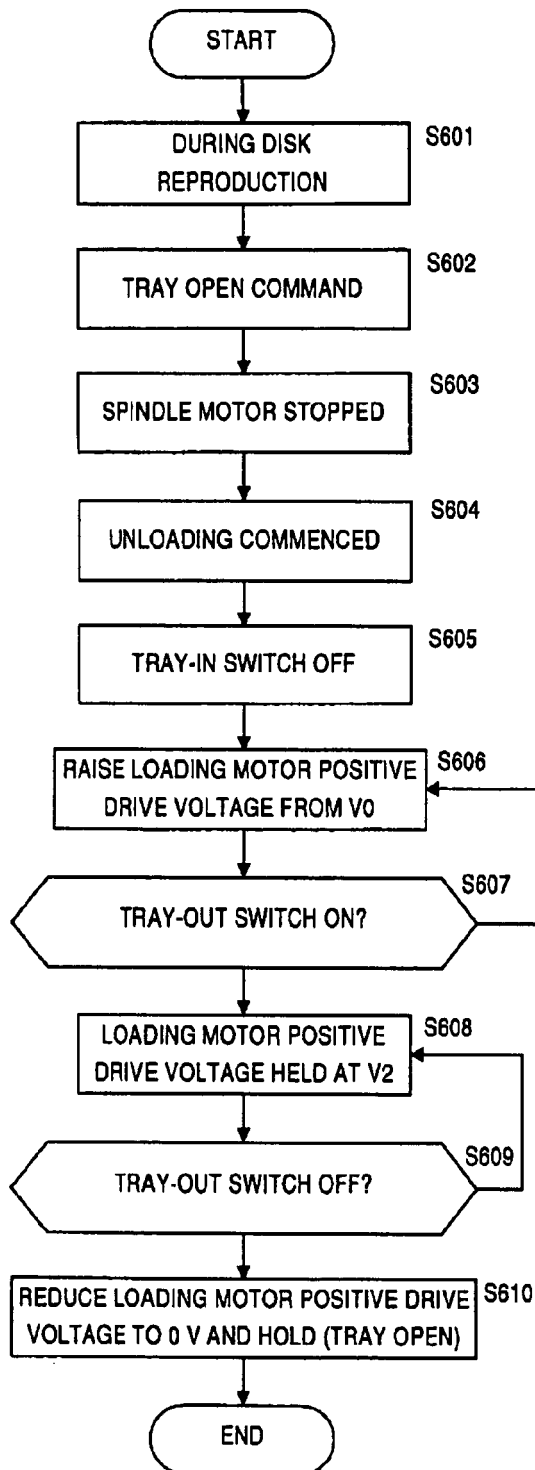 START
S601
DURING DISK
REPRODUCTION
S602
TRAY OPEN COMMAND
S603
SPINDLE MOTOR STOPPED
S604
UNLOADING COMMENCED
S605
TRAY-IN SWITCH OFF
S606
RAISE LOADING MOTOR POSITIVE
DRIVE VOLTAGE FROM V0
S607
TRAY-OUT SWITCH ON?
S608
LOADING MOTOR POSITIVE
DRIVE VOLTAGE HELD AT V2
S609
TRAY-OUT SWITCH OFF?
S610
REDUCE LOADING MOTOR POSITIVE DRIVE
VOLTAGE TO 0 V AND HOLD (TRAY OPEN)
END